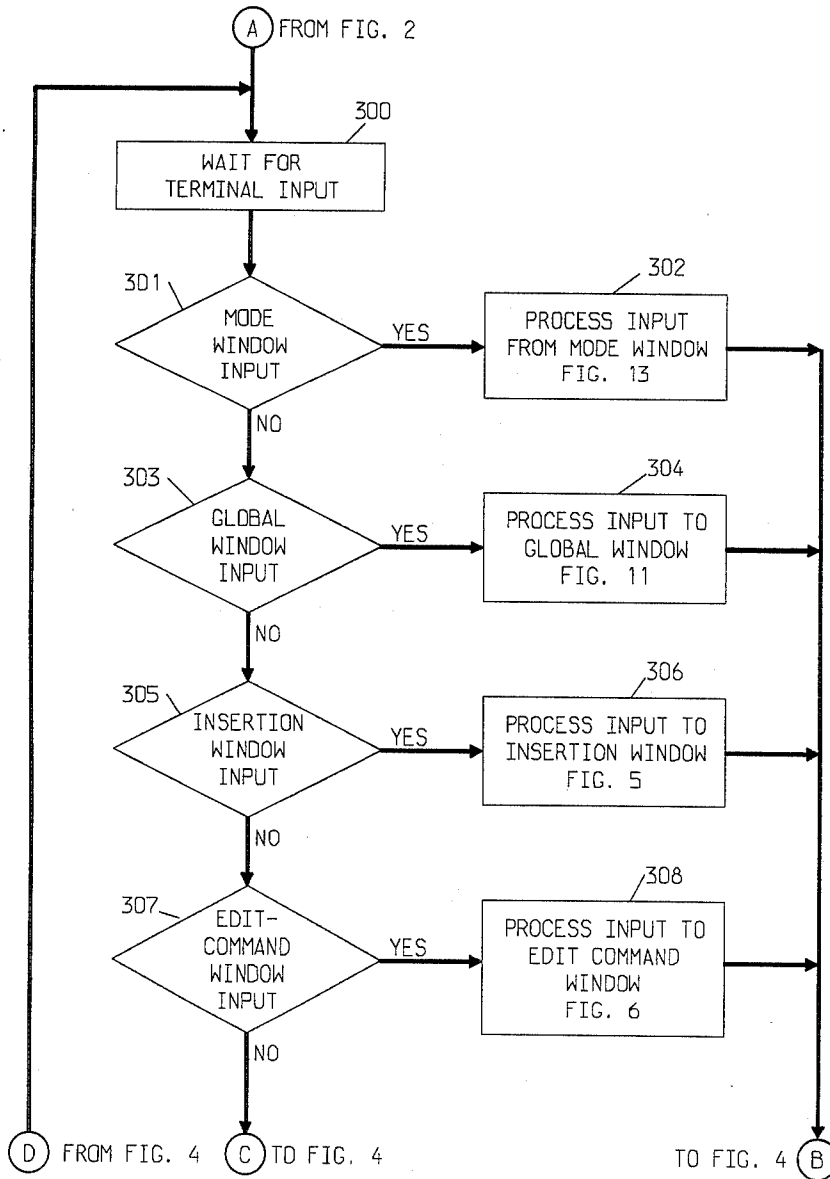 A FROM FIG. 2
300
WAIT FOR
TERMINAL INPUT
301
MODE
WINDOW
INPUT
YES
302
PROCESS INPUT
FROM MODE WINDOW
FIG. 13
NO
303
GLOBAL
WINDOW
INPUT
YES
304
PROCESS INPUT TO
GLOBAL WINDOW
FIG. 11
NO
305
INSERTION
WINDOW
INPUT
YES
306
PROCESS INPUT TO
INSERTION WINDOW
FIG. 5
NO
307
EDIT-
COMMAND
WINDOW
INPUT
YES
308
PROCESS INPUT TO
EDIT COMMAND
WINDOW
FIG. 6
NO
D FROM FIG. 4
C TO FIG. 4
TO FIG. 4 B